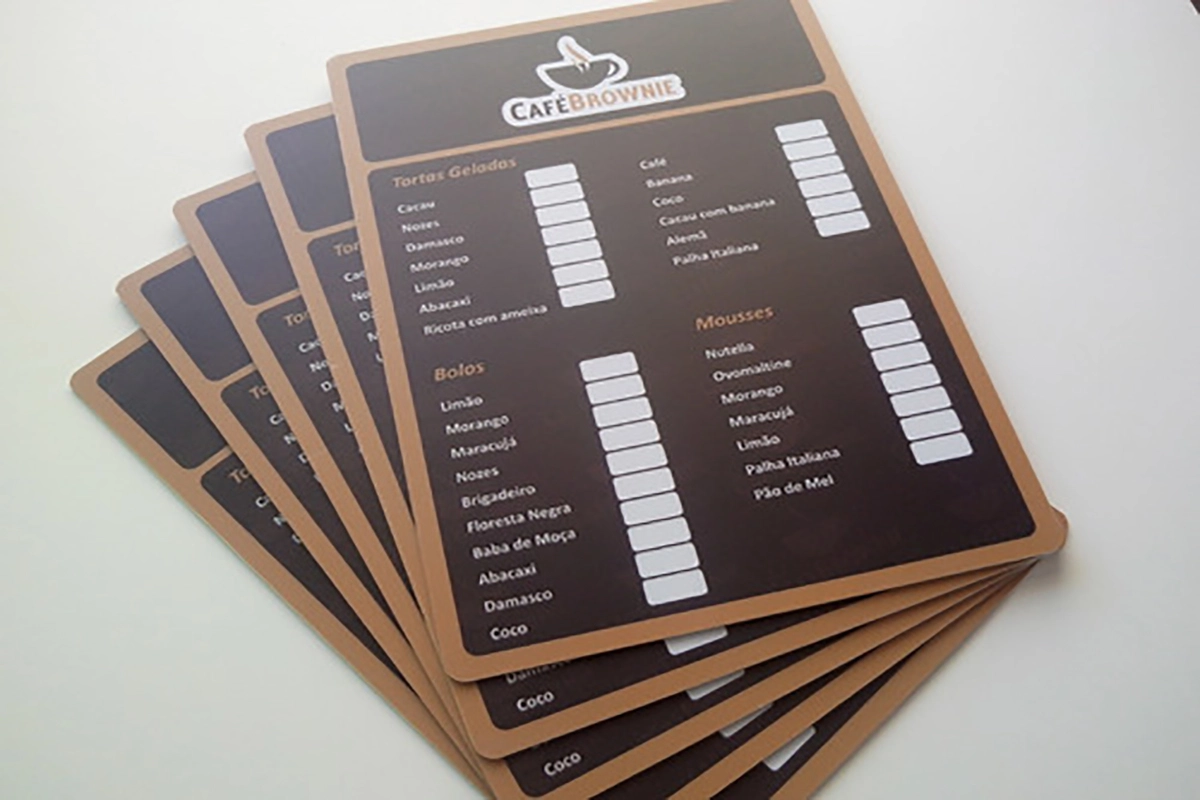 CAFÉBROWNIE
Tortas Geladas
Cacau
Nozes
Damasco
Morango
Limão
Abacaxi
Ricota com ameixa
Café
Banana
Coco
Cacau com banana
Alemã
Palha Italiana
Bolos
Limão
Morango
Maracujá
Nozes
Brigadeiro
Floresta Negra
Baba de Moça
Abacaxi
Damasco
Coco
Mousses
Nutella
Ovomaltine
Morango
Maracujá
Limão
Palha Italiana
Pão de Mel
Coco
Coco